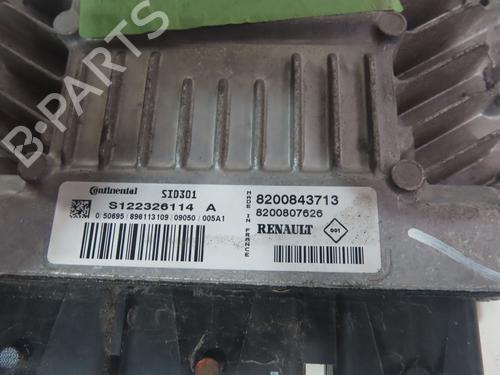 B-PARTS
Continental SID301
S122326114 A
0|50695|896113109|09050|005A1
MADE IN FRANCE
8200843713
8200807626
RENAULT
001